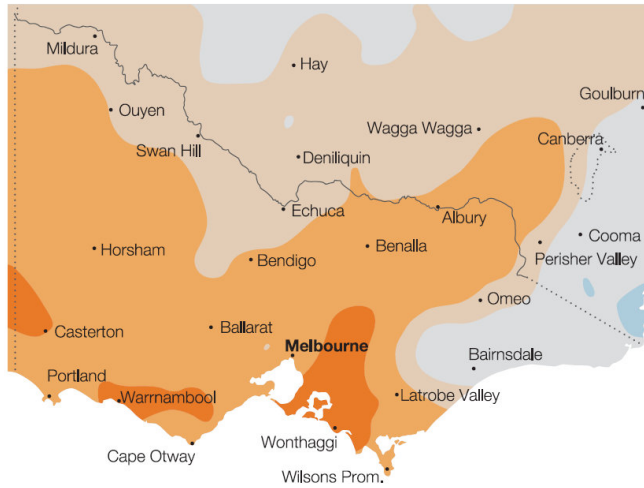 Mildura
Hay
Goulburn
Ouyen
Wagga Wagga
Canberra
Swan Hill
Deniliquin
Echuca
Albury
Cooma
Horsham
Benalla
Perisher Valley
Bendigo
Omeo
Casterton
Ballarat
Melbourne
Bairnsdale
Portland
Warrnambool
Latrobe Valley
Wonthaggi
Cape Otway
Wilsons Prom.